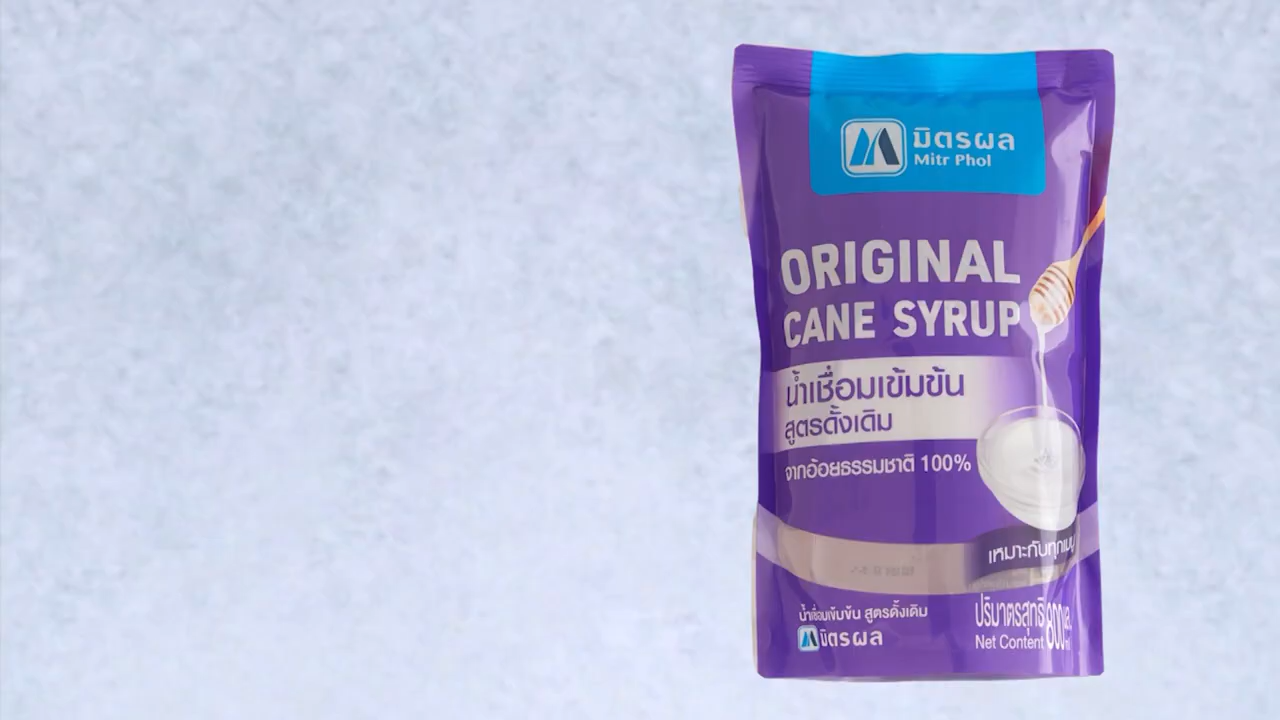 มิตรผล
Mitr Phol
ORIGINAL
CANE SYRUP
น้ำเชื่อมเข้มข้น
สูตรดั้งเดิม
จากอ้อยธรรมชาติ 100%
เหมาะกับทุกเมนู
น้ำเชื่อมเข้มข้น สูตรดั้งเดิม
มิตรผล
ปริมาตรสุทธิ 800 มล.
Net Content ml